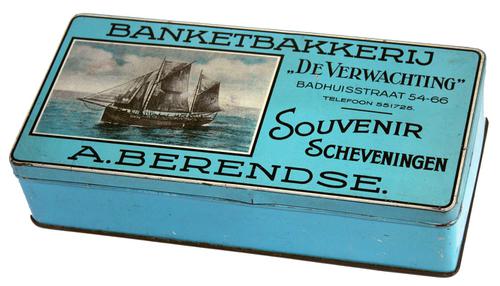 BANKETBAKKERIJ
„DE VERWACHTING"
BADHUISSTRAAT 54-66
TELEFOON 551725.
SOUVENIR
SCHEVENINGEN
A. BERENDSE.